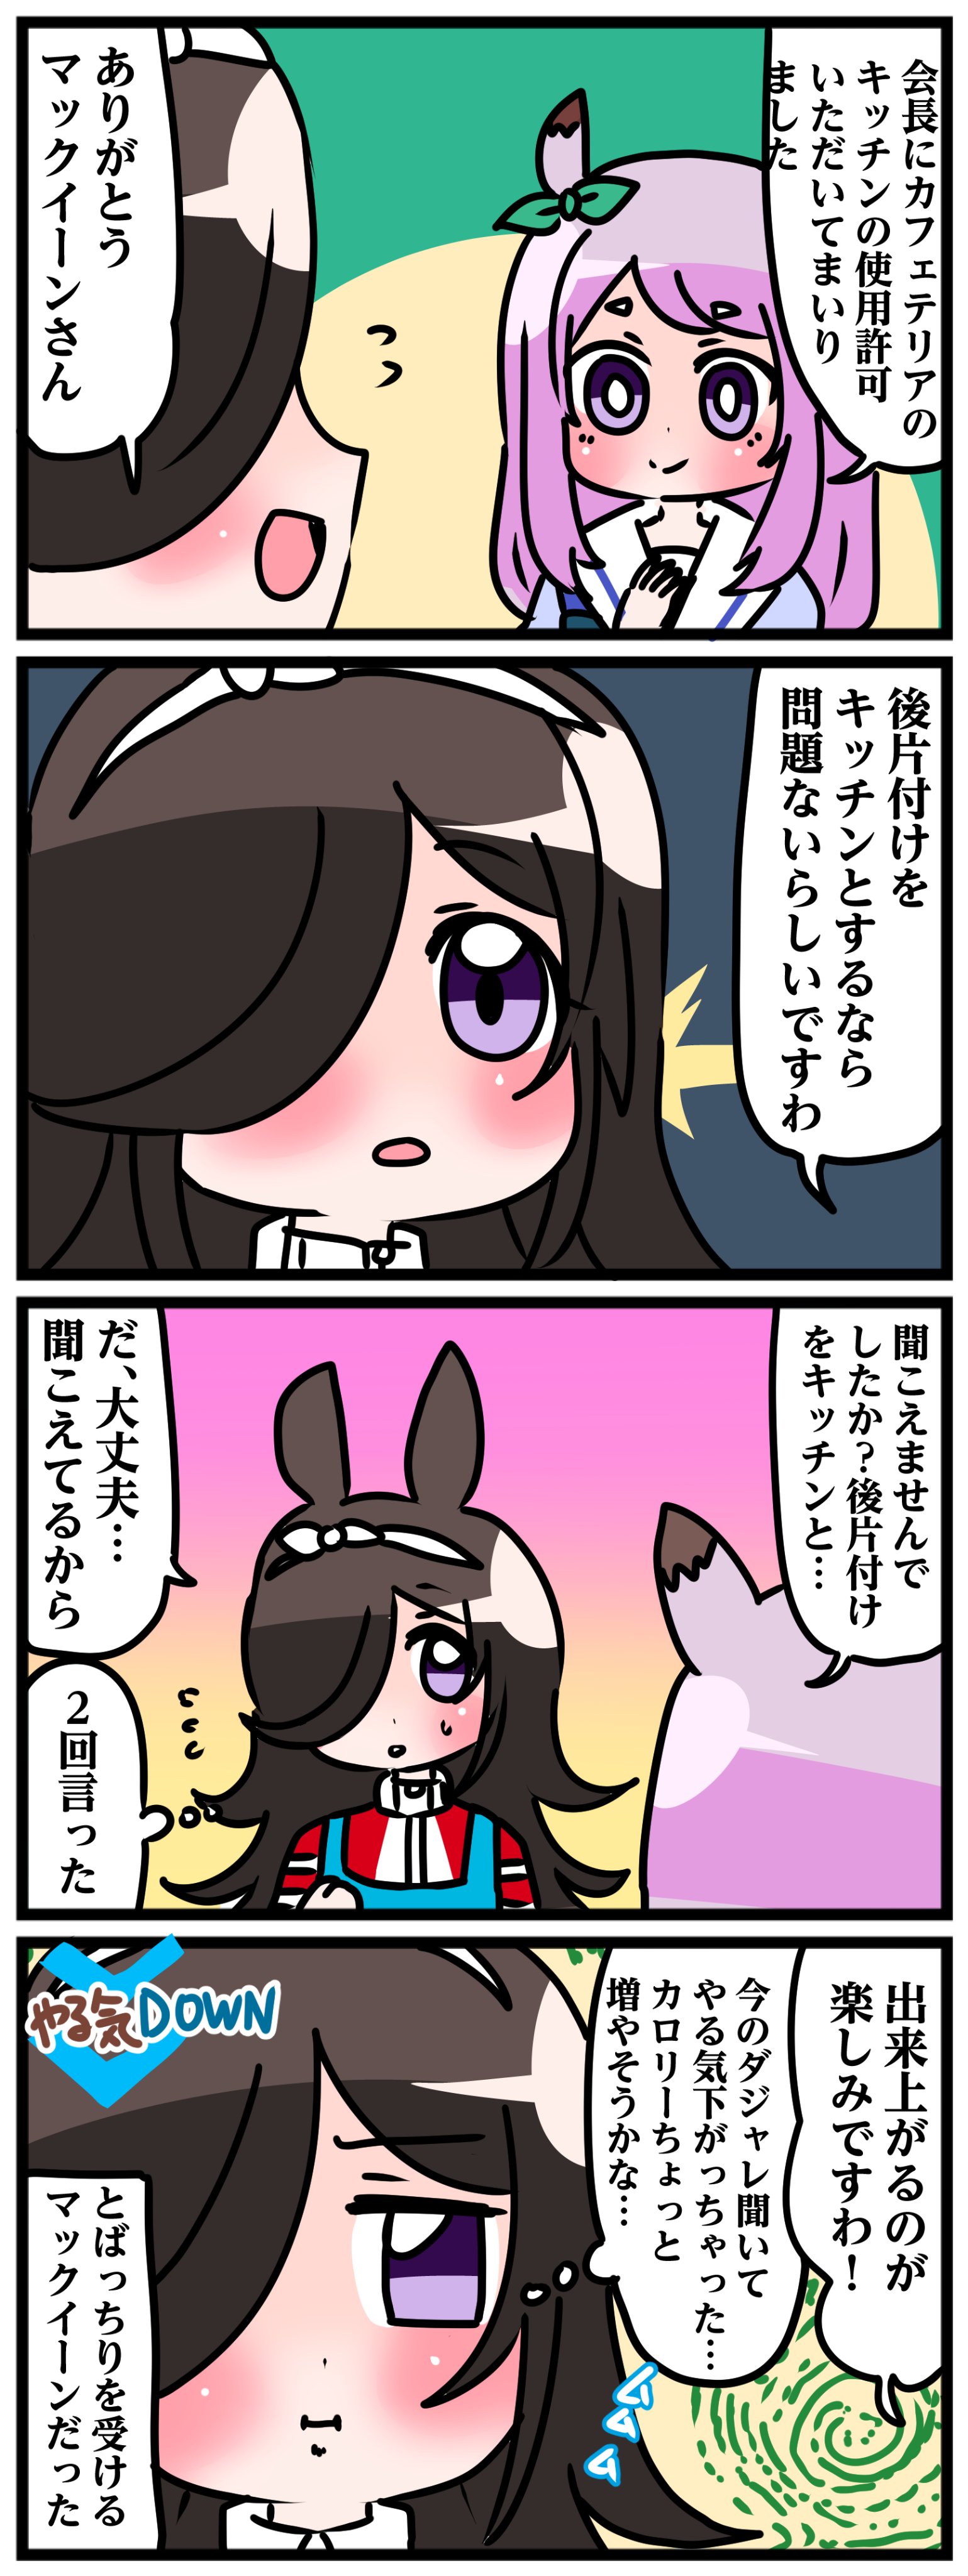 会長にカフェテリアの
キッチンの使用許可
いただいてまいり
ました
ありがとう
マックイーンさん
後片付けを
キッチンとするなら
問題ないらしいですわ
聞こえませんで
したか?後片付け
をキッチンと…
だ、大丈夫…
聞こえてるから
2回言った
出来上がるのが
楽しみですわ!
今のダジャレ聞いて
やる気下がっちゃった…
カロリーちょっと
増やそうかな…
やる気DOWN
とばっちりを受ける
マックイーンだった